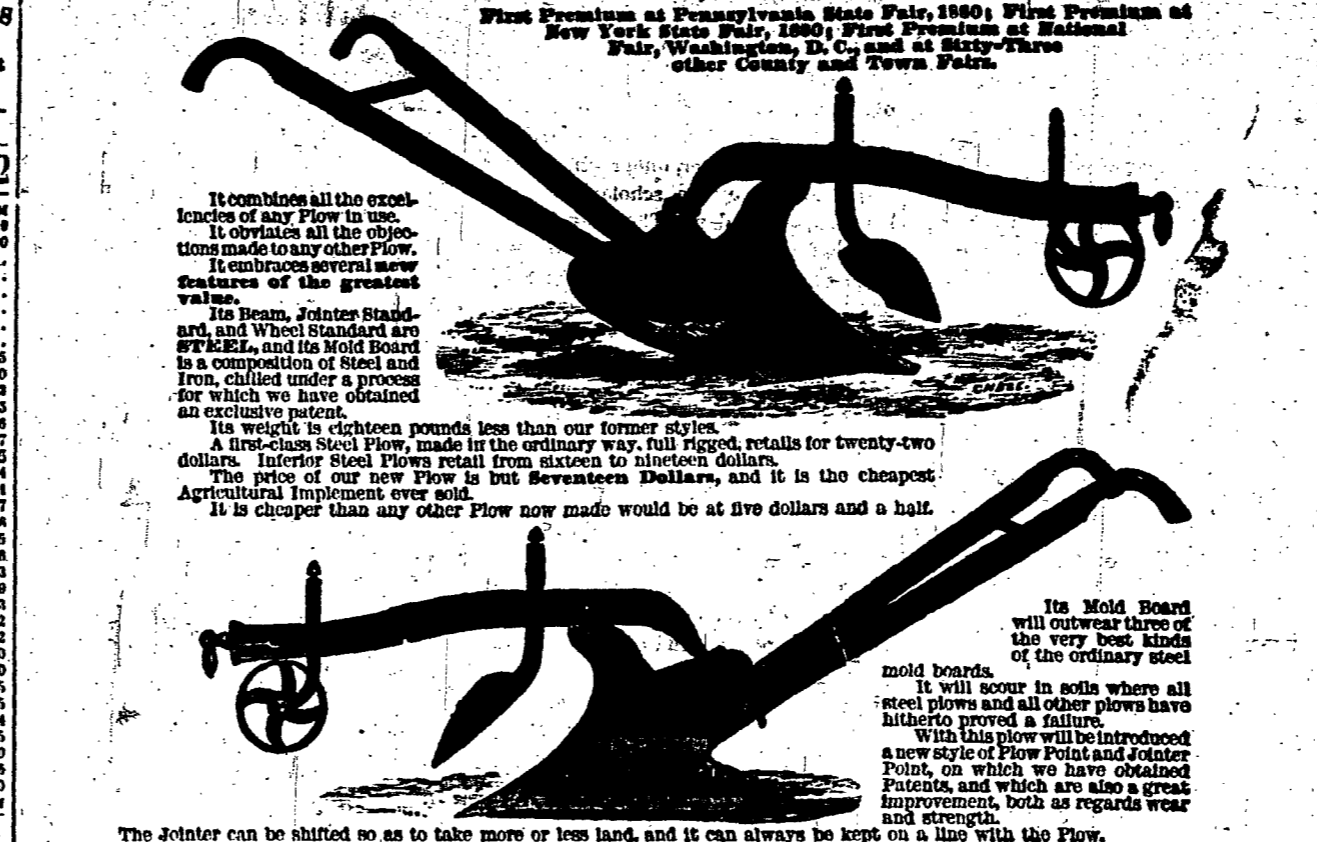 First Premium at Pennsylvania State Fair, 1880; First Premium at
New York State Fair, 1880; First Premium at National
Fair, Washington, D. C., and at Sixty-Three
other County and Town Fairs.
It combines all the excel-
lencies of any Plow in use.
It obviates all the objec-
tions made to any other Plow.
It embraces several new
features of the greatest
value.
Its Beam, Jointer Stand-
ard, and Wheel Standard are
STEEL, and its Mold Board
is a composition of Steel and
Iron, chilled under a process
for which we have obtained
an exclusive patent.
Its weight is eighteen pounds less than our former styles.
A first-class Steel Plow, made in the ordinary way, full rigged, retails for twenty-two
dollars. Inferior Steel Plows retail from sixteen to nineteen dollars.
The price of our new Plow is but Seventeen Dollars, and it is the cheapest
Agricultural Implement ever sold.
It is cheaper than any other Plow now made would be at five dollars and a half.
Its Mold Board
will outwear three of
the very best kinds
of the ordinary steel
mold boards.
It will scour in soils where all
steel plows and all other plows have
hitherto proved a failure.
With this plow will be introduced
a new style of Plow Point and Jointer
Point, on which we have obtained
Patents, and which are also a great
improvement, both as regards wear
and strength.
The Jointer can be shifted so as to take more or less land, and it can always be kept on a line with the Plow.